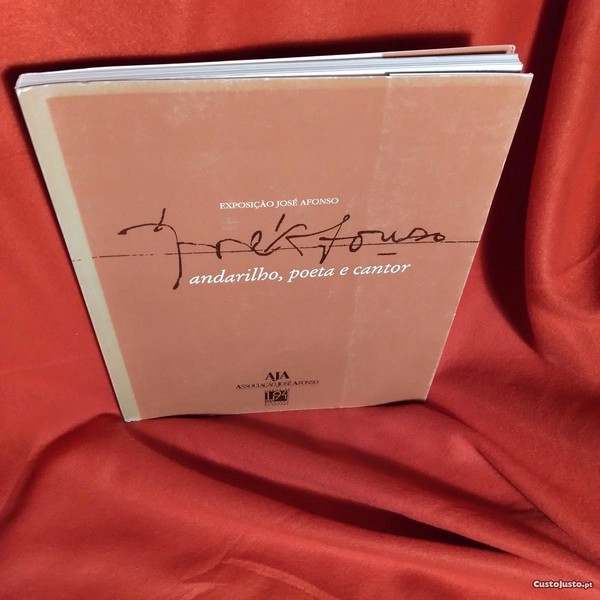 EXPOSIÇÃO JOSÉ AFONSO
José Afonso
andarilho, poeta e cantor
AJA
ASSOCIAÇÃO JOSÉ AFONSO
CustoJusto.pt